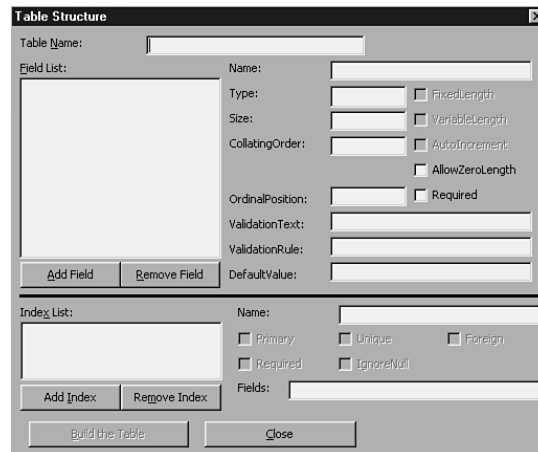 Table Structure
Table Name:
Field List:
Name:
Type:
FixedLength
Size:
VariableLength
CollatingOrder:
AutoIncrement
AllowZeroLength
OrdinalPosition:
Required
ValidationText:
ValidationRule:
Add Field
Remove Field
DefaultValue:
Index List:
Name:
Primary
Unique
Foreign
Required
IgnoreNull
Add Index
Remove Index
Fields:
Build the Table
Close